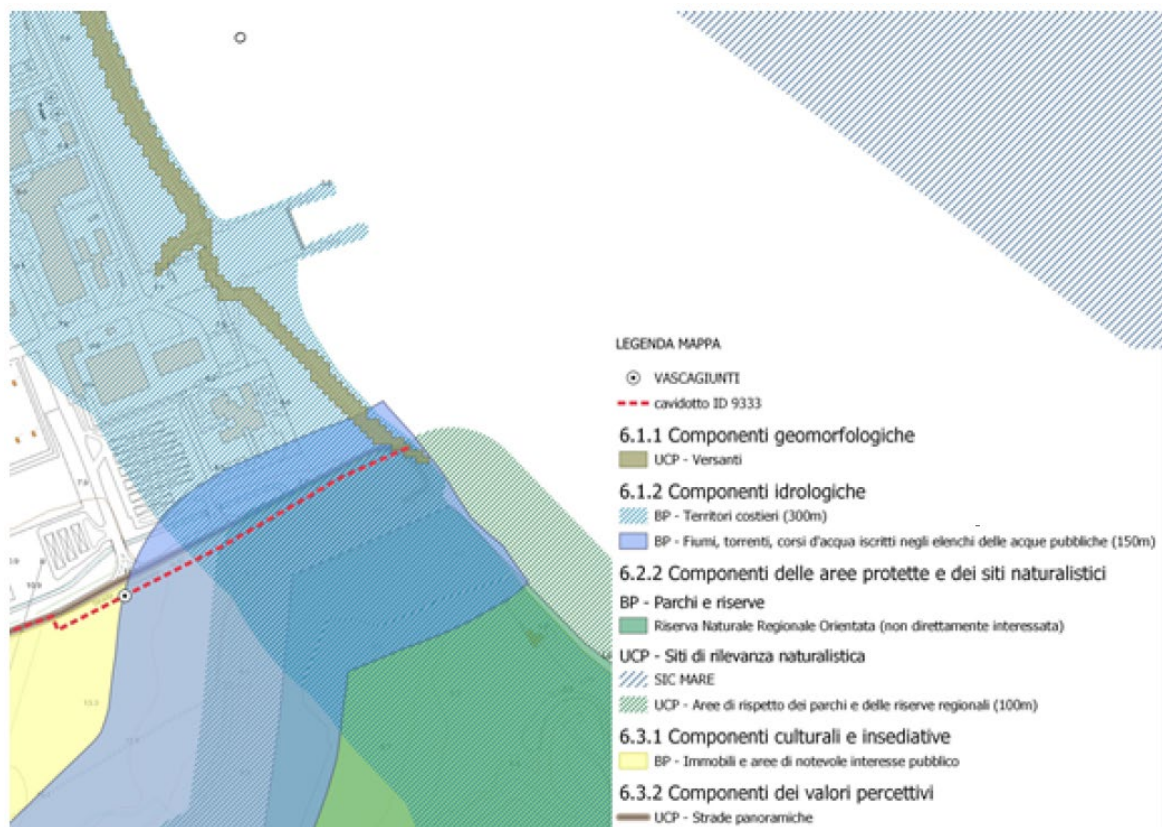 LEGENDA MAPPA
VASCAGIUNTI
cavidotto ID 9333
6.1.1 Componenti geomorfologiche
UCP - Versanti
6.1.2 Componenti idrologiche
BP - Territori costieri (300m)
BP - Fiumi, torrenti, corsi d'acqua iscritti negli elenchi delle acque pubbliche (150m)
6.2.2 Componenti delle aree protette e dei siti naturalistici
BP - Parchi e riserve
Riserva Naturale Regionale Orientata (non direttamente interessata)
UCP - Siti di rilevanza naturalistica
SIC MARE
UCP - Aree di rispetto dei parchi e delle riserve regionali (100m)
6.3.1 Componenti culturali e insediative
BP - Immobili e aree di notevole interesse pubblico
6.3.2 Componenti dei valori percettivi
UCP - Strade panoramiche